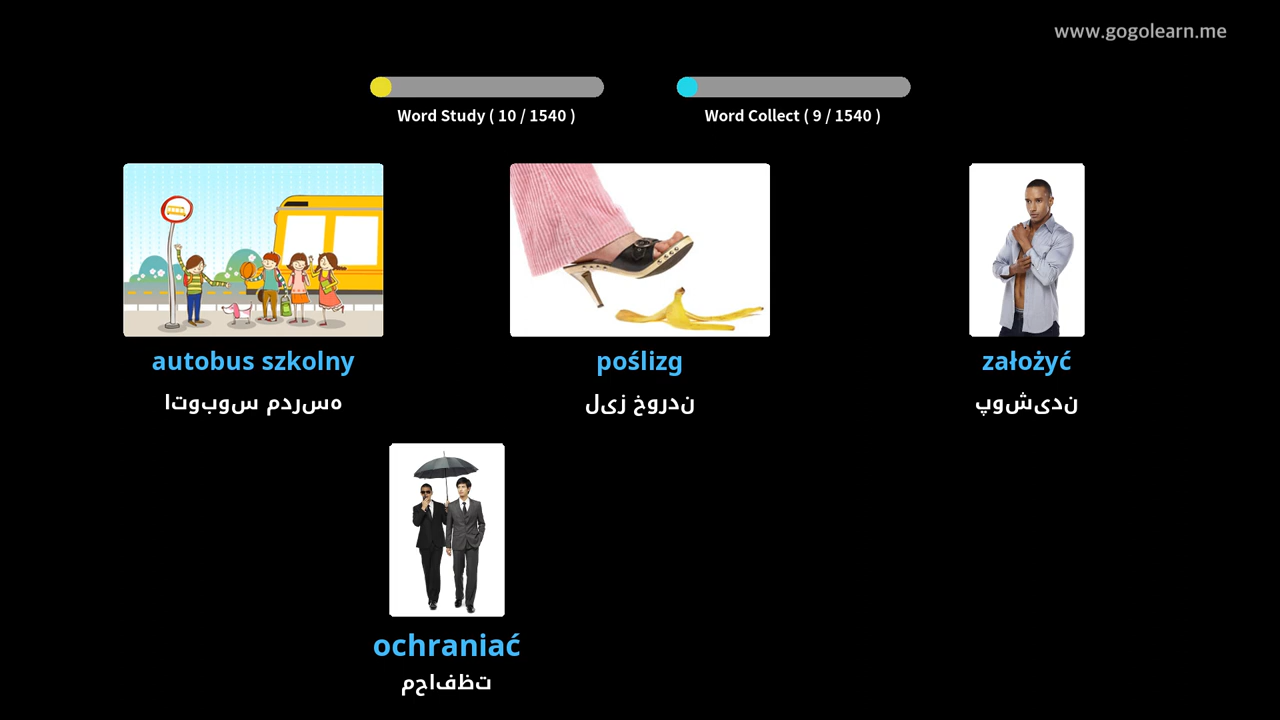 www.gogolearn.me
Word Study ( 10 / 1540 )
Word Collect ( 9 / 1540 )
autobus szkolny
اتوبوس مدرسه
poślizg
لیز خوردن
założyć
پوشیدن
ochraniać
محافظت